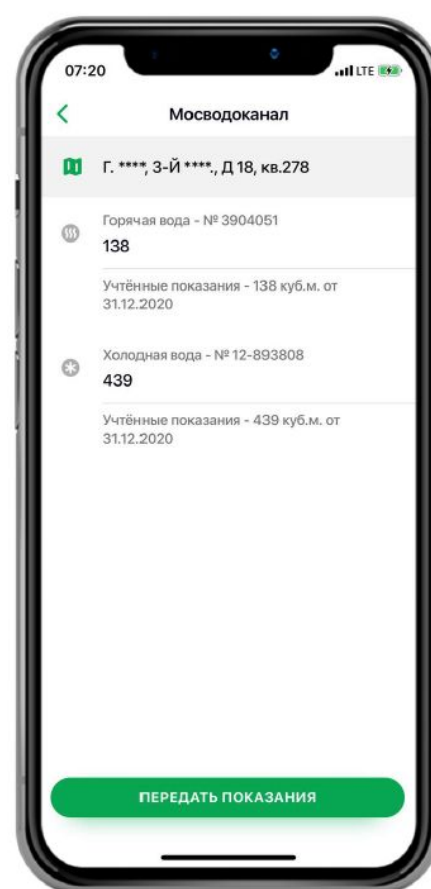 07:20 LTE
Мосводоканал
Г. ****, 3-Й ****., Д 18, кв.278
Горячая вода - № 3904051
138
Учтённые показания - 138 куб.м. от
31.12.2020
Холодная вода - № 12-893808
439
Учтённые показания - 439 куб.м. от
31.12.2020
ПЕРЕДАТЬ ПОКАЗАНИЯ